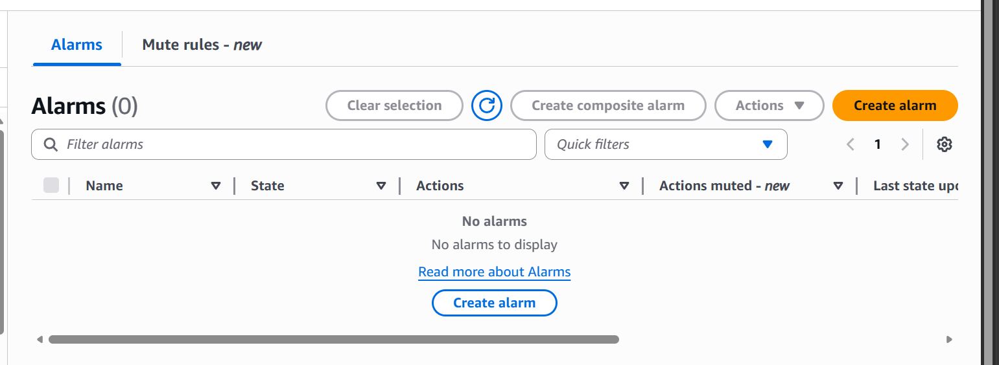 Alarms
Mute rules - new
Alarms (0)
Clear selection
Create composite alarm
Actions
Create alarm
Filter alarms
Quick filters
1
Name
State
Actions
Actions muted - new
Last state upd
No alarms
No alarms to display
Read more about Alarms
Create alarm